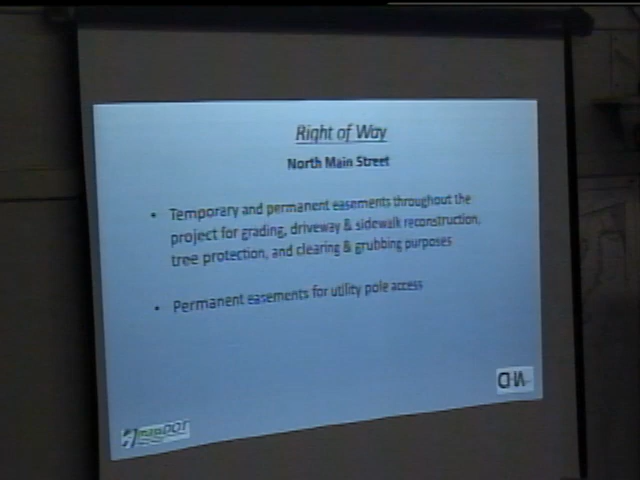 Right of Way
North Main Street
• Temporary and permanent easements throughout the
project for grading, driveway & sidewalk reconstruction,
tree protection, and clearing & grubbing purposes
• Permanent easements for utility pole access